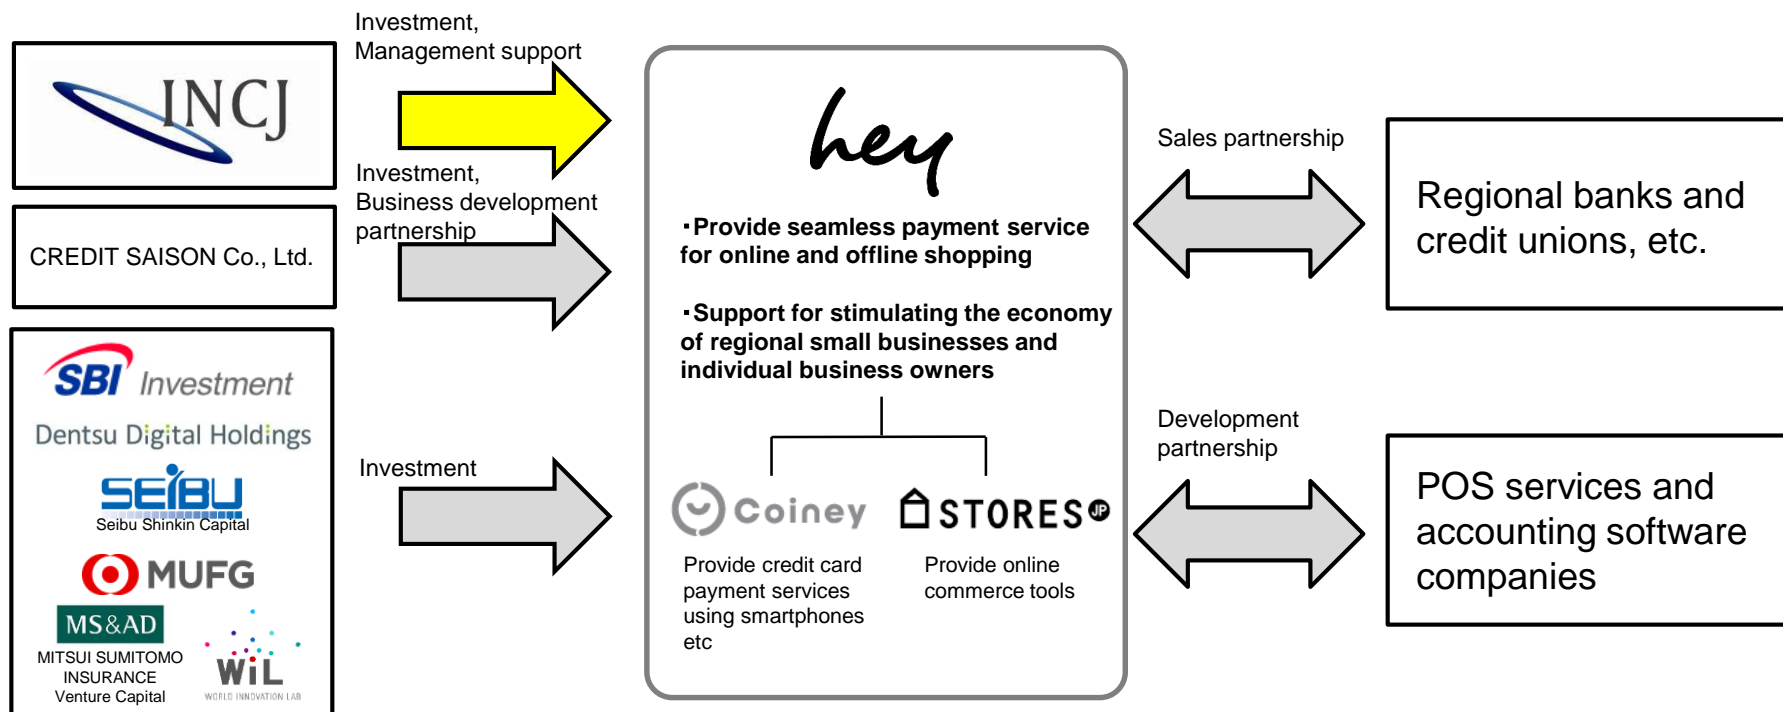 Investment,
Management support
INCJ
Investment,
Business development
partnership
CREDIT SAISON Co., Ltd.
SBI Investment
Dentsu Digital Holdings
SEIBU
Seibu Shinkin Capital
MUFG
MS&AD
MITSUI SUMITOMO
INSURANCE
Venture Capital
WiL
WORLD INNOVATION LAB
Investment
hey
・Provide seamless payment service
for online and offline shopping
・Support for stimulating the economy
of regional small businesses and
individual business owners
Coiney
Provide credit card
payment services
using smartphones
etc
STORES JP
Provide online
commerce tools
Sales partnership
Regional banks and
credit unions, etc.
Development
partnership
POS services and
accounting software
companies